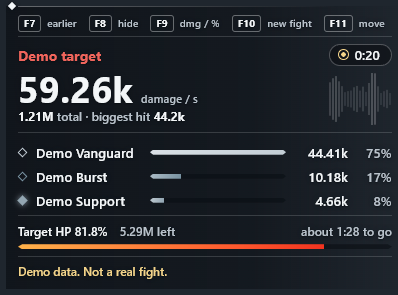 F7 earlier F8 hide F9 dmg / % F10 new fight F11 move
Demo target 0:20
59.26k damage / s
1.21M total · biggest hit 44.2k
Demo Vanguard 44.41k 75%
Demo Burst 10.18k 17%
Demo Support 4.66k 8%
Target HP 81.8% 5.29M left about 1:28 to go
Demo data. Not a real fight.